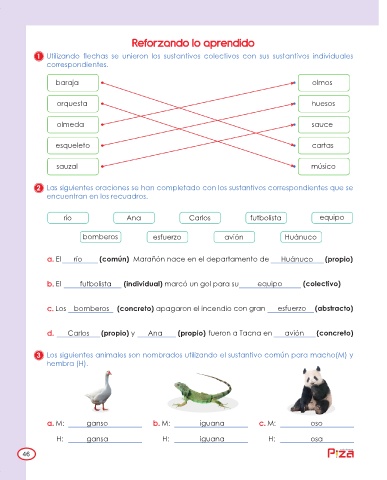 Reforzando lo aprendido
1 Utilizando flechas se unieron los sustantivos colectivos con sus sustantivos individuales
correspondientes.
baraja olmos
orquesta huesos
olmeda sauce
esqueleto cartas
sauzal músico
2 Las siguientes oraciones se han completado con los sustantivos correspondientes que se
encuentran en los recuadros.
río Ana Carlos futbolista equipo
bomberos esfuerzo avión Huánuco
a. El río (común) Marañón nace en el departamento de Huánuco (propio)
b. El futbolista (individual) marcó un gol para su equipo (colectivo)
c. Los bomberos (concreto) apagaron el incendio con gran esfuerzo (abstracto)
d. Carlos (propio) y Ana (propio) fueron a Tacna en avión (concreto)
3 Los siguientes animales son nombrados utilizando el sustantivo común para macho(M) y
hembra (H).
a. M: ganso b. M: iguana c. M: oso
H: gansa H: iguana H: osa
46 Piza